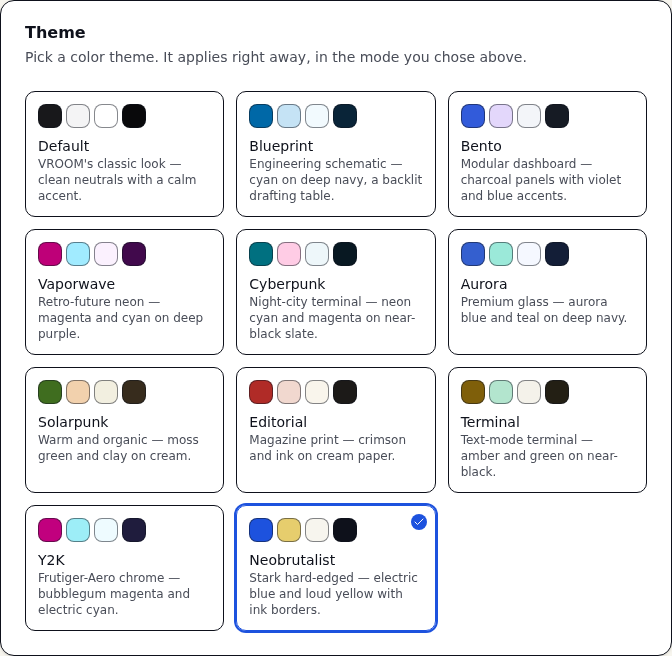 Theme
Pick a color theme. It applies right away, in the mode you chose above.
Default
VROOM's classic look —
clean neutrals with a calm
accent.
Blueprint
Engineering schematic —
cyan on deep navy, a backlit
drafting table.
Bento
Modular dashboard —
charcoal panels with violet
and blue accents.
Vaporwave
Retro-future neon —
magenta and cyan on deep
purple.
Cyberpunk
Night-city terminal — neon
cyan and magenta on near-
black slate.
Aurora
Premium glass — aurora
blue and teal on deep navy.
Solarpunk
Warm and organic — moss
green and clay on cream.
Editorial
Magazine print — crimson
and ink on cream paper.
Terminal
Text-mode terminal —
amber and green on near-
black.
Y2K
Frutiger-Aero chrome —
bubblegum magenta and
electric cyan.
Neobrutalist
Stark hard-edged — electric
blue and loud yellow with
ink borders.